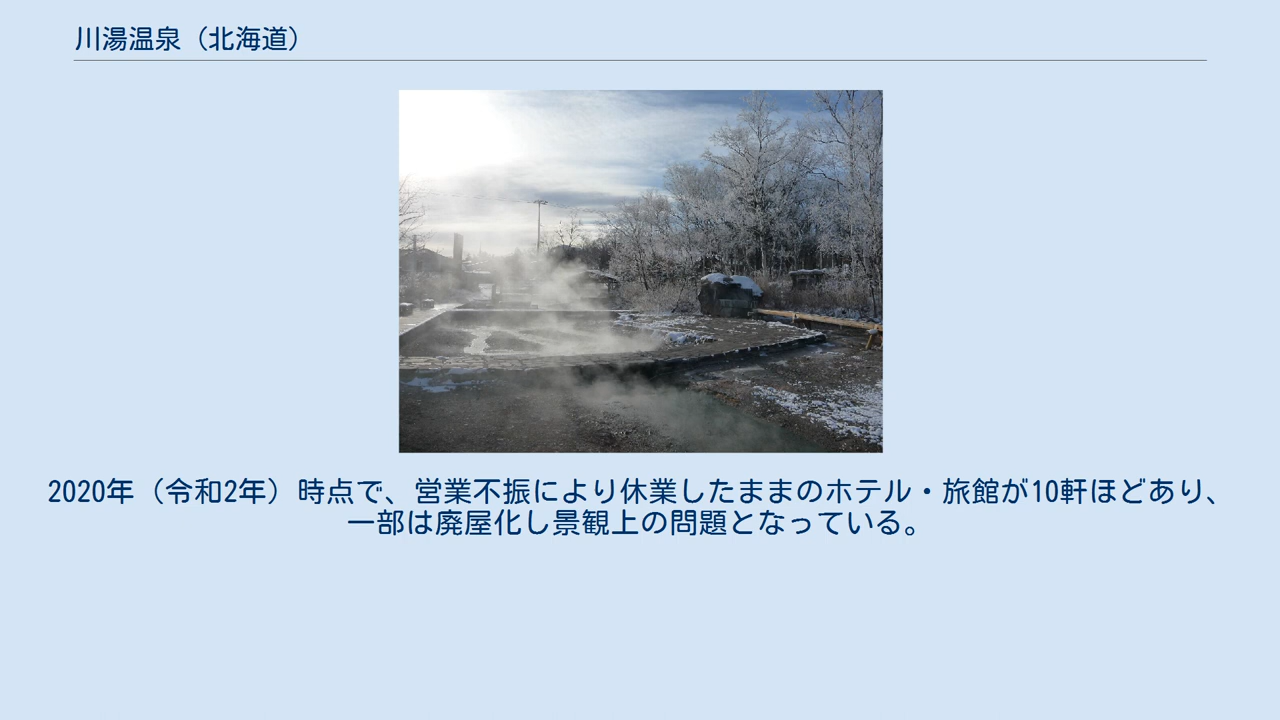 川湯温泉（北海道）
2020年（令和2年）時点で、営業不振により休業したままのホテル・旅館が10軒ほどあり、
一部は廃屋化し景観上の問題となっている。